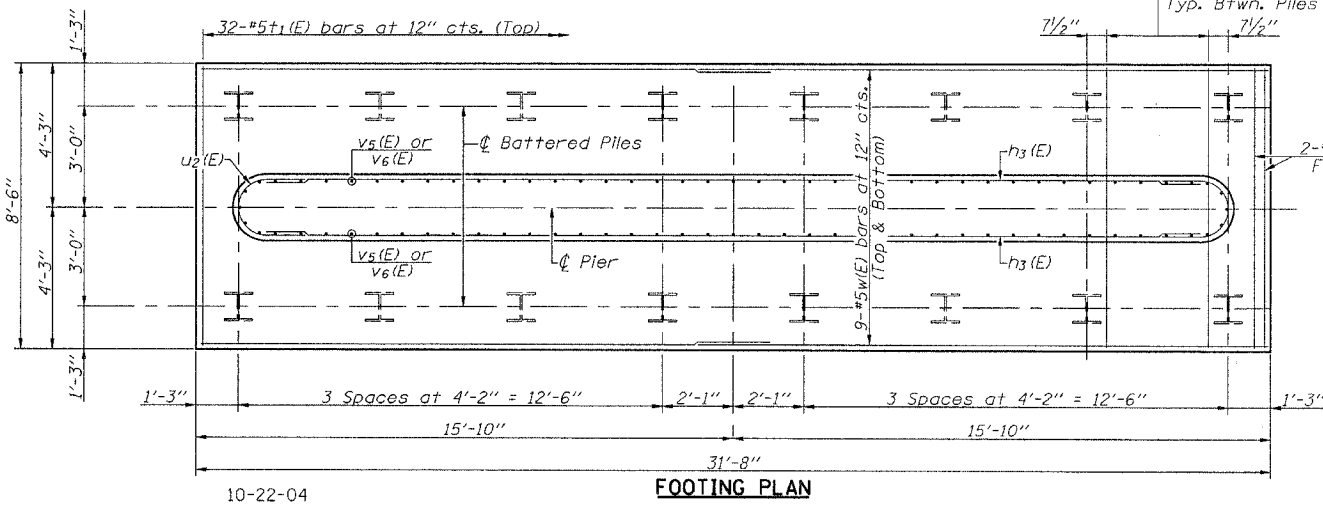 Typ. Btwn. Piles
32-#5t1(E) bars at 12" cts. (Top)
7½"
7½"
1'-3"
8'-6"
4'-3"
4'-3"
3'-0"
3'-0"
1'-3"
u2(E)
v5(E) or
v6(E)
℄ Battered Piles
9-#5w(E) bars at 12" cts.
(Top & Bottom)
h3(E)
v5(E) or
v6(E)
℄ Pier
h3(E)
1'-3"
3 Spaces at 4'-2" = 12'-6"
2'-1"
2'-1"
3 Spaces at 4'-2" = 12'-6"
1'-3"
15'-10"
15'-10"
31'-8"
10-22-04
FOOTING PLAN